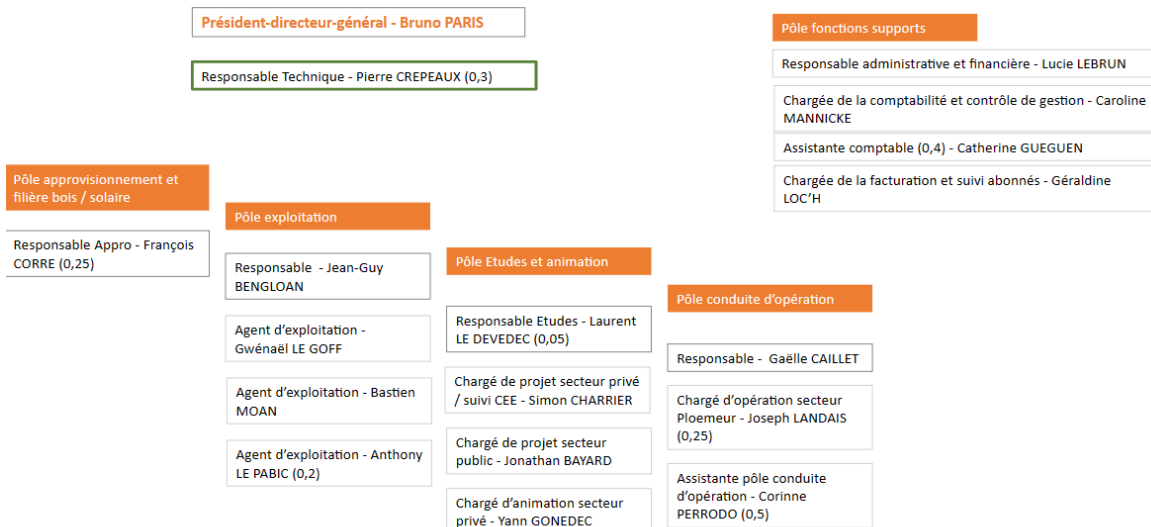 Président-directeur-général - Bruno PARIS
Responsable Technique - Pierre CREPEAUX (0,3)
Pôle fonctions supports
Responsable administrative et financière - Lucie LEBRUN
Chargée de la comptabilité et contrôle de gestion - Caroline
MANNICKE
Assistante comptable (0,4) - Catherine GUEGUEN
Chargée de la facturation et suivi abonnés - Géraldine
LOC’H
Pôle approvisionnement et
filière bois / solaire
Responsable Appro - François
CORRE (0,25)
Pôle exploitation
Responsable  - Jean-Guy
BENGLOAN
Agent d’exploitation -
Gwénaël LE GOFF
Agent d’exploitation - Bastien
MOAN
Agent d’exploitation - Anthony
LE PABIC (0,2)
Pôle Etudes et animation
Responsable Etudes - Laurent
LE DEVEDEC (0,05)
Chargé de projet secteur privé
/ suivi CEE - Simon CHARRIER
Chargé de projet secteur
public - Jonathan BAYARD
Chargé d’animation secteur
privé - Yann GONEDEC
Pôle conduite d’opération
Responsable -  Gaëlle CAILLET
Chargé d’opération secteur
Ploemeur - Joseph LANDAIS
(0,25)
Assistante pôle conduite
d’opération - Corinne
PERRODO (0,5)